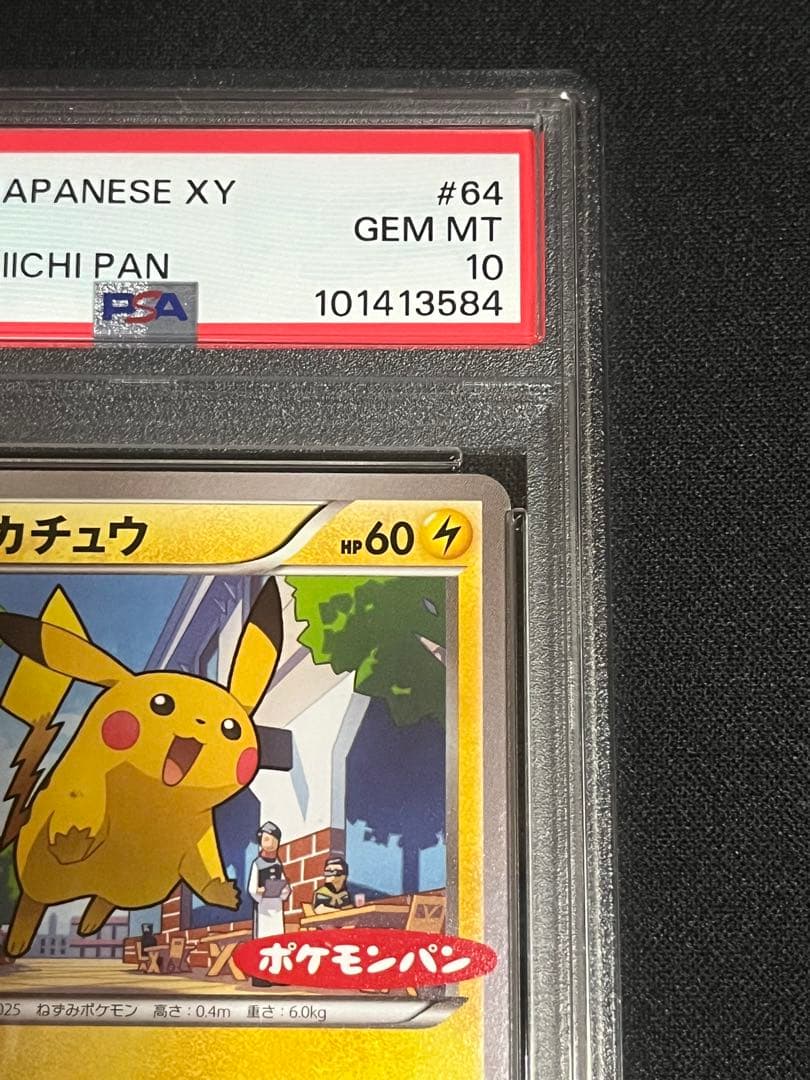 APANESE XY #64
GEM MT
IICHI PAN 10
PSA 101413584
カチュウ HP60
ポケモンパン
025 ねずみポケモン 高さ:0.4m 重さ:6.0kg